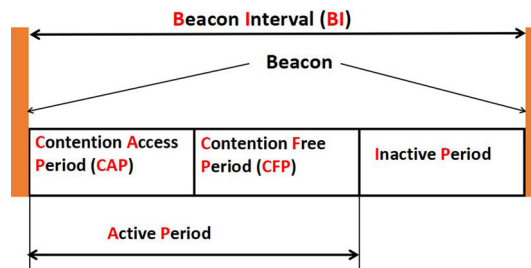 Beacon Interval (BI)
Beacon
Contention Access
Period (CAP)
Contention Free
Period (CFP)
Inactive Period
Active Period